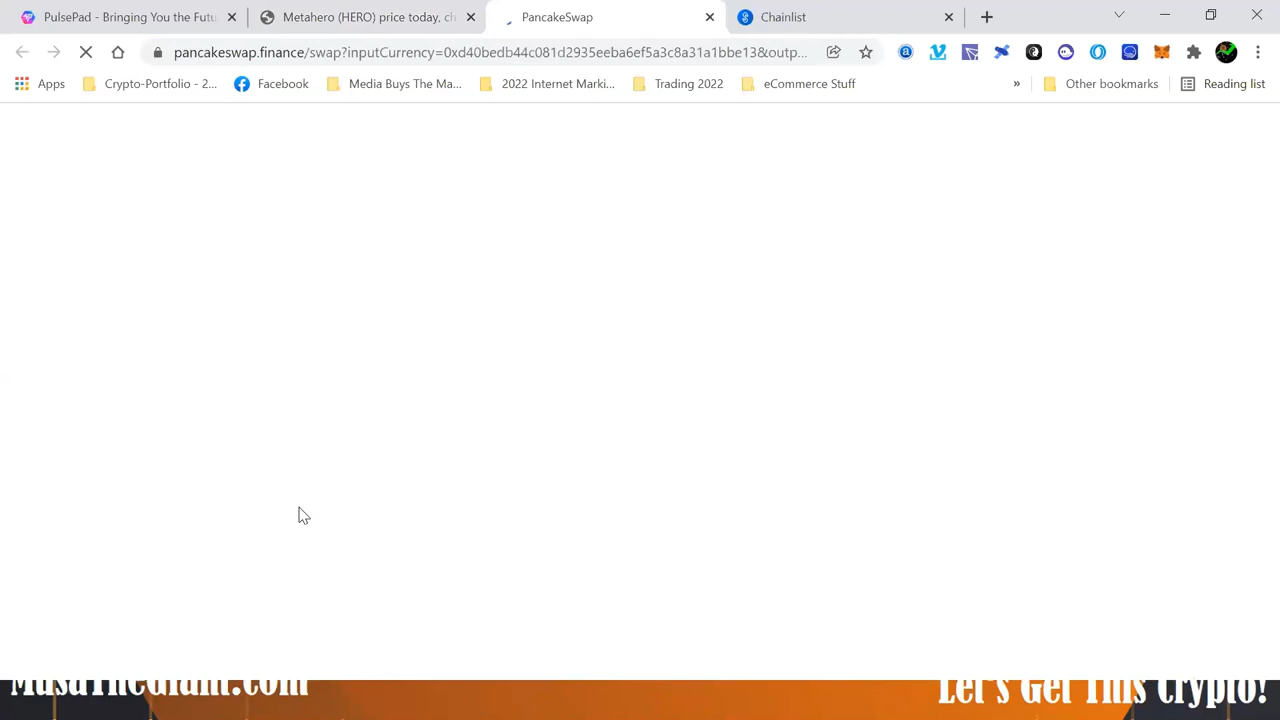 PulsePad - Bringing You the Futu
Metahero (HERO) price today, ch
PancakeSwap
Chainlist
pancakeswap.finance/swap?inputCurrency=0xd40bedb44c081d2935eeba6ef5a3c8a31a1bbe13&outp...
Apps
Crypto-Portfolio - 2...
Facebook
Media Buys The Ma...
2022 Internet Marki...
Trading 2022
eCommerce Stuff
»
Other bookmarks
Reading list
MusaTheGiant.com
Let's Get This Crypto!